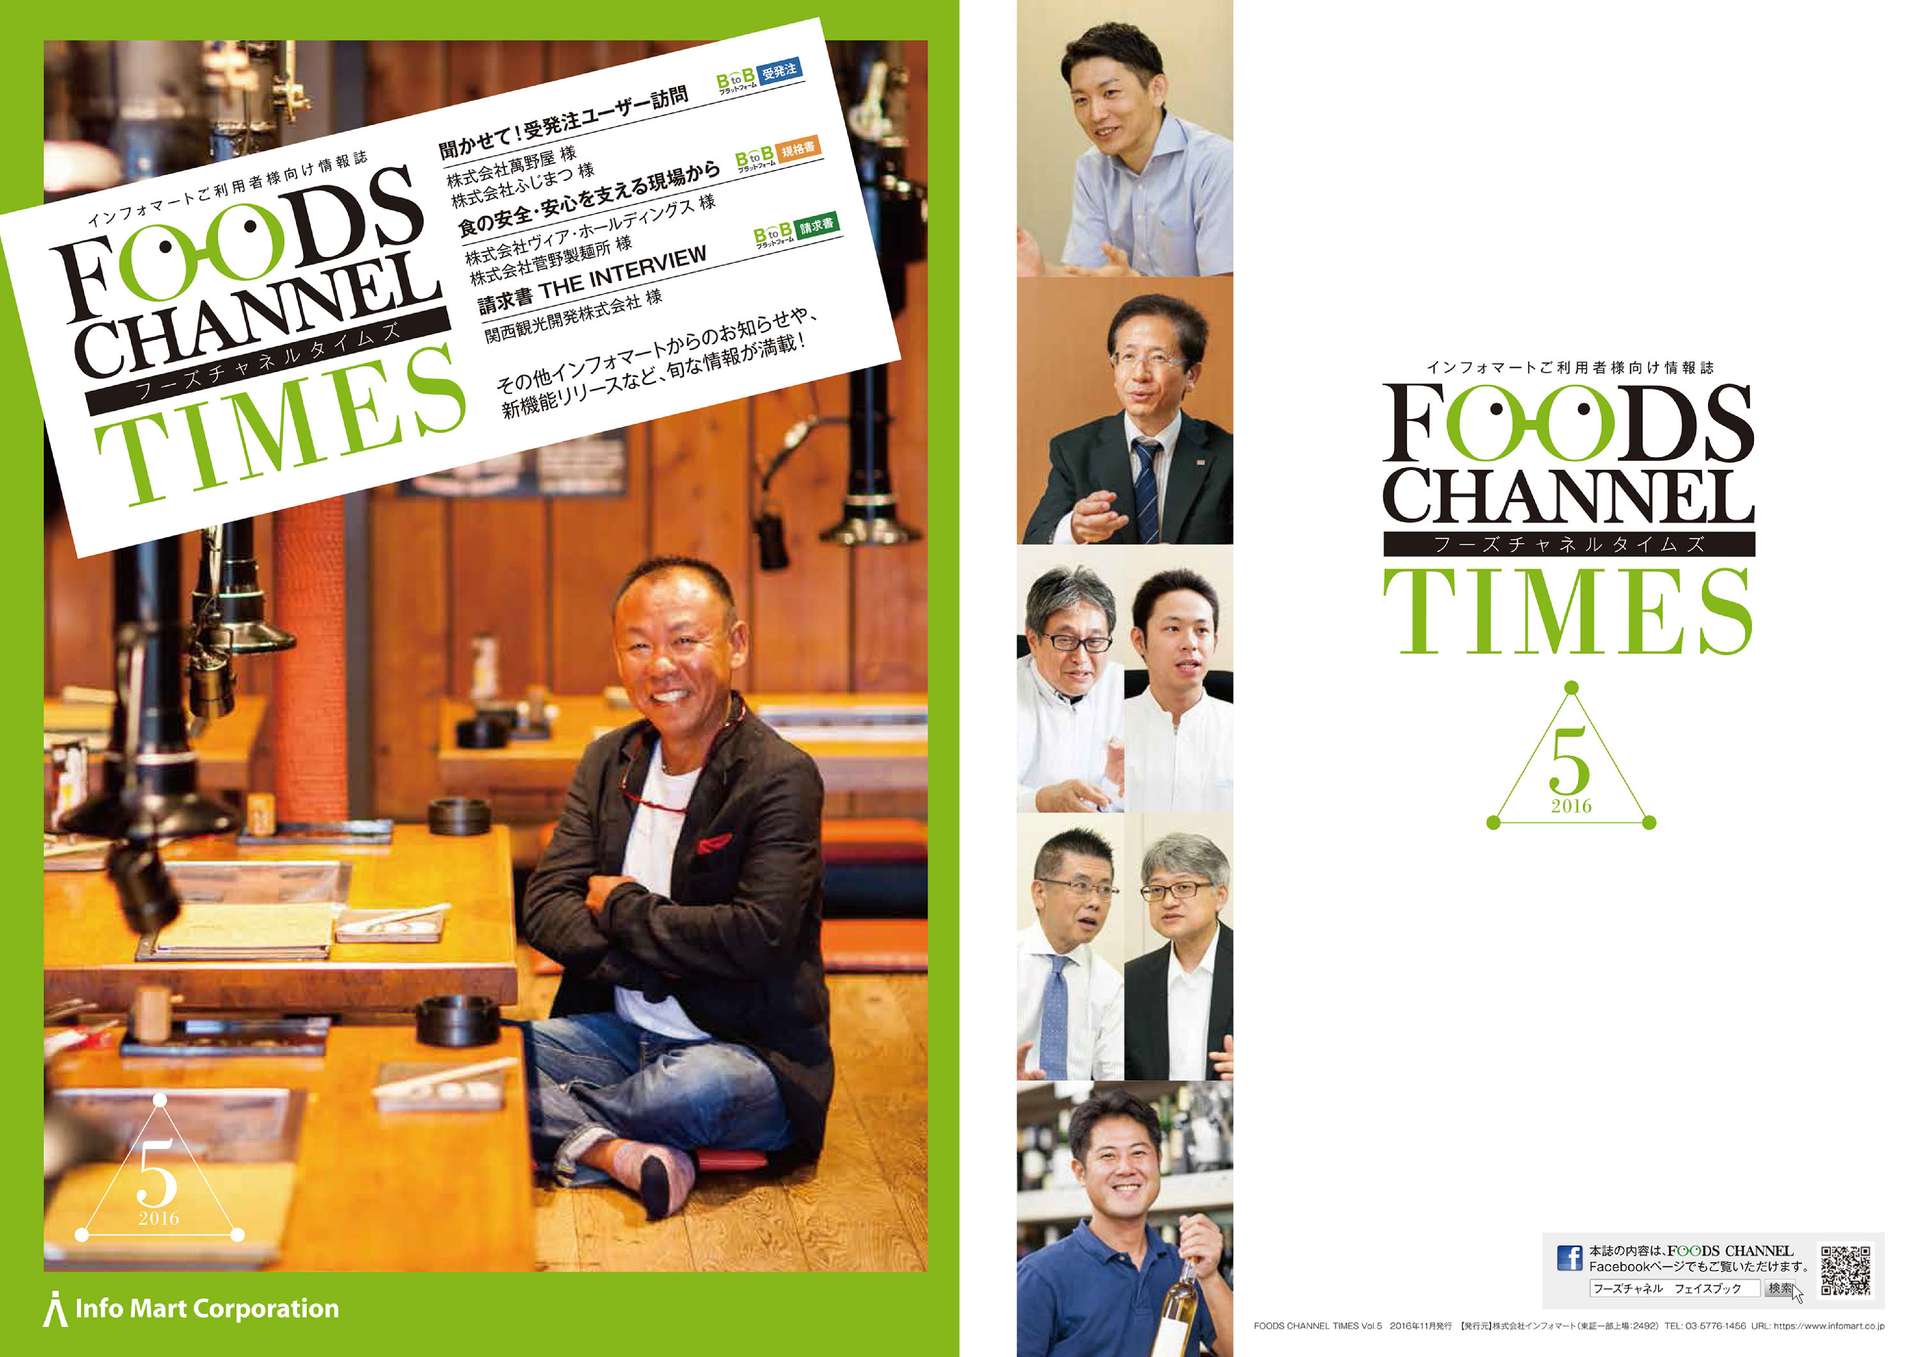 インフォマートご利用者様向け情報誌
FOODS
CHANNEL
フーズチャネルタイムズ
TIMES
聞かせて!受発注ユーザー訪問
BtoB
プラットフォーム
受発注
株式会社萬野屋 様
株式会社ふじまつ 様
食の安全・安心を支える現場から
BtoB
プラットフォーム
規格書
株式会社ヴィア・ホールディングス 様
株式会社菅野製麺所 様
請求書 THE INTERVIEW
BtoB
プラットフォーム
請求書
関西観光開発株式会社 様
その他インフォマートからのお知らせや、
新機能リリースなど、旬な情報が満載!
5
2016
Info Mart Corporation
インフォマートご利用者様向け情報誌
FOODS
CHANNEL
フーズチャネルタイムズ
TIMES
5
2016
本誌の内容は、FOODS CHANNEL
Facebookページでもご覧いただけます。
フーズチャネル フェイスブック 検索
FOODS CHANNEL TIMES Vol.5 2016年11月発行 【発行元】株式会社インフォマート(東証一部上場:2492) TEL: 03-5776-1456 URL: https://www.infomart.co.jp